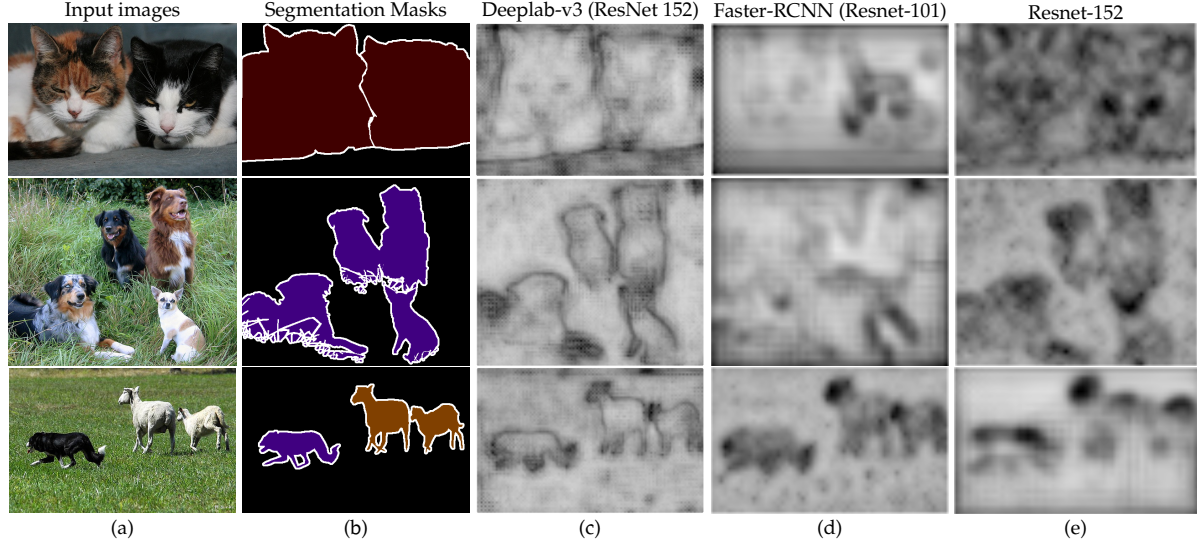 Input images
Segmentation Masks
Deeplab-v3 (ResNet 152)
Faster-RCNN (Resnet-101)
Resnet-152
(a)
(b)
(c)
(d)
(e)